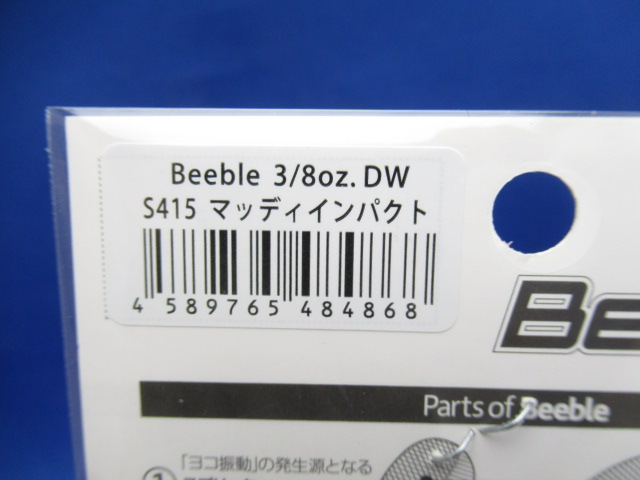 Beeble 3/8oz. DW
S415 マッディインパクト
4 589765 484868
Be
Parts of Beeble
「ヨコ振動」の発生源となる
1